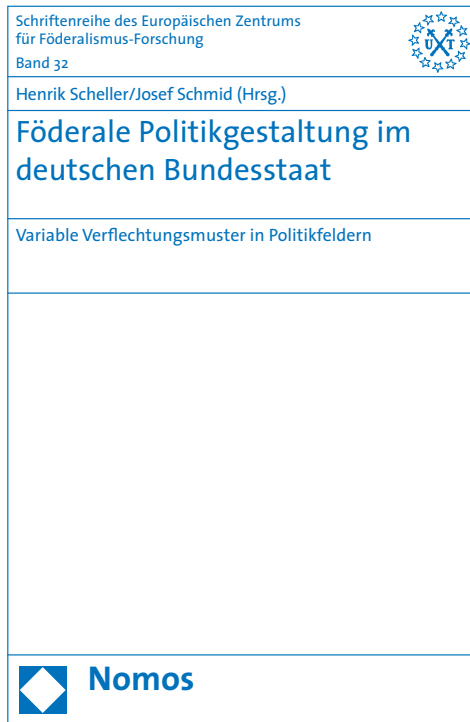 Schriftenreihe des Europäischen Zentrums
für Föderalismus-Forschung
Band 32
UT
Henrik Scheller/Josef Schmid (Hrsg.)
Föderale Politikgestaltung im
deutschen Bundesstaat
Variable Verflechtungsmuster in Politikfeldern
Nomos